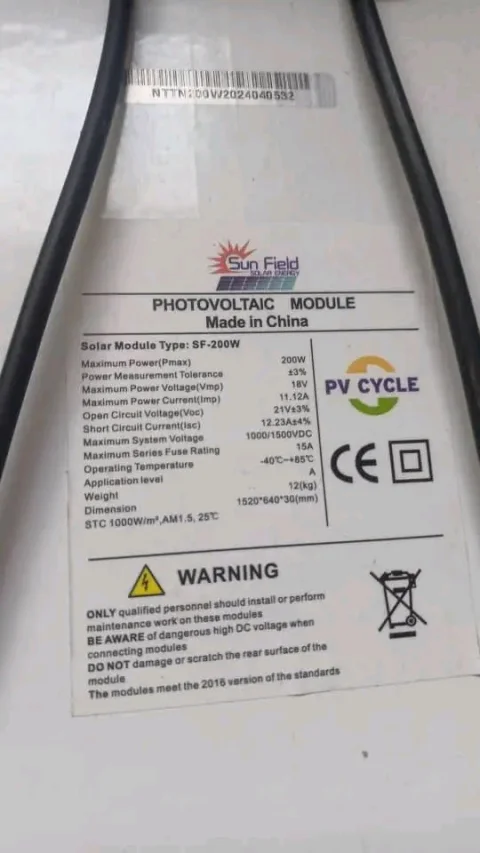 NTTN200W2024040532
Sun Field
SOLAR ENERGY
PHOTOVOLTAIC MODULE
Made in China
Solar Module Type: SF-200W
Maximum Power(Pmax) 200W
Power Measurement Tolerance ±3%
Maximum Power Voltage(Vmp) 18V
Maximum Power Current(Imp) 11.12A
Open Circuit Voltage(Voc) 21V±3%
Short Circuit Current(Isc) 12.23A±4%
Maximum System Voltage 1000/1500VDC
Maximum Series Fuse Rating 15A
Operating Temperature -40℃~+85℃
Application level A
Weight 12(kg)
Dimension 1520*640*30(mm)
STC 1000W/m²,AM1.5, 25℃
PV CYCLE
CE
WARNING
ONLY qualified personnel should install or perform
maintenance work on these modules
BE AWARE of dangerous high DC voltage when
connecting modules
DO NOT damage or scratch the rear surface of the
module
The modules meet the 2016 version of the standards